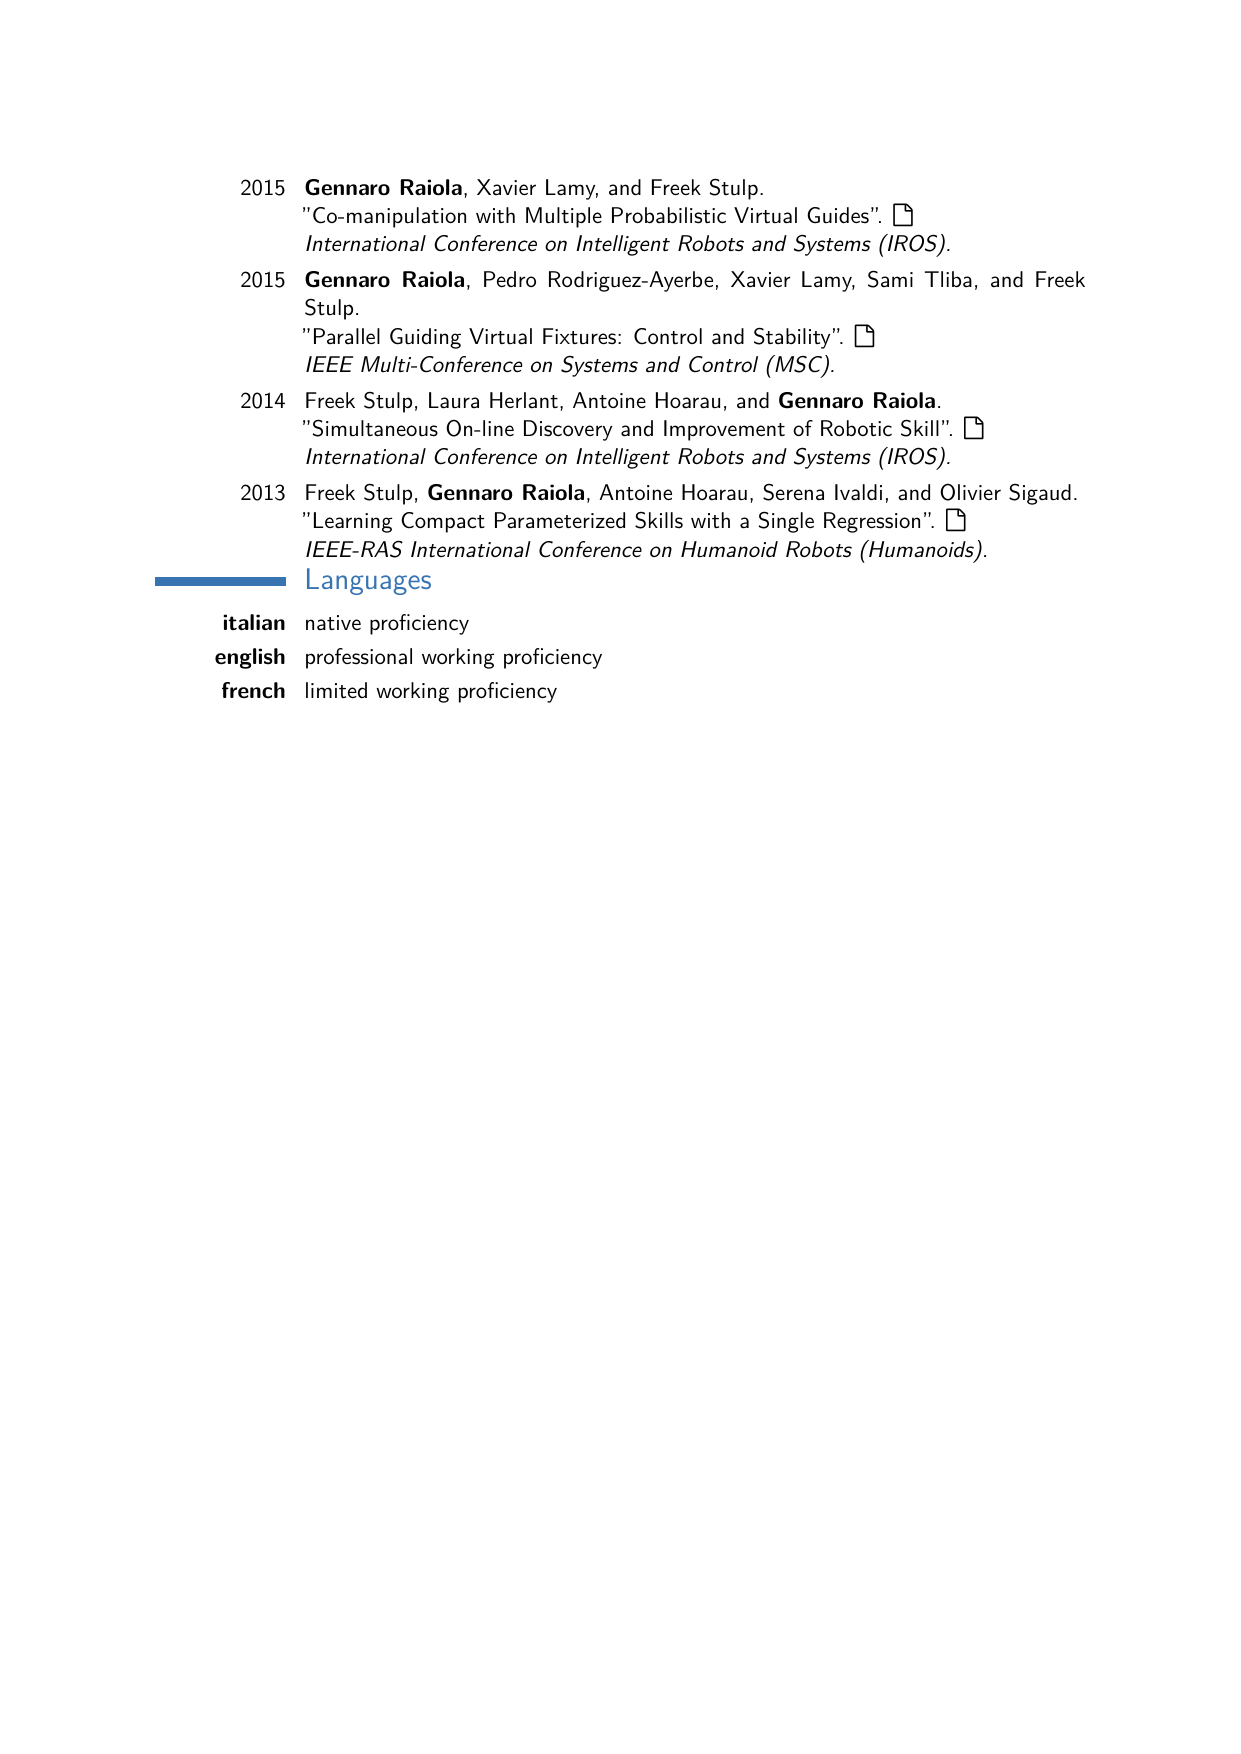 2015 Gennaro Raiola, Xavier Lamy, and Freek Stulp.
”Co-manipulation with Multiple Probabilistic Virtual Guides”.
International Conference on Intelligent Robots and Systems (IROS).
2015 Gennaro Raiola, Pedro Rodriguez-Ayerbe, Xavier Lamy, Sami Tliba, and Freek
Stulp.
”Parallel Guiding Virtual Fixtures: Control and Stability”.
IEEE Multi-Conference on Systems and Control (MSC).
2014 Freek Stulp, Laura Herlant, Antoine Hoarau, and Gennaro Raiola.
”Simultaneous On-line Discovery and Improvement of Robotic Skill”.
International Conference on Intelligent Robots and Systems (IROS).
2013 Freek Stulp, Gennaro Raiola, Antoine Hoarau, Serena Ivaldi, and Olivier Sigaud.
”Learning Compact Parameterized Skills with a Single Regression”.
IEEE-RAS International Conference on Humanoid Robots (Humanoids).
Languages
italian native proficiency
english professional working proficiency
french limited working proficiency